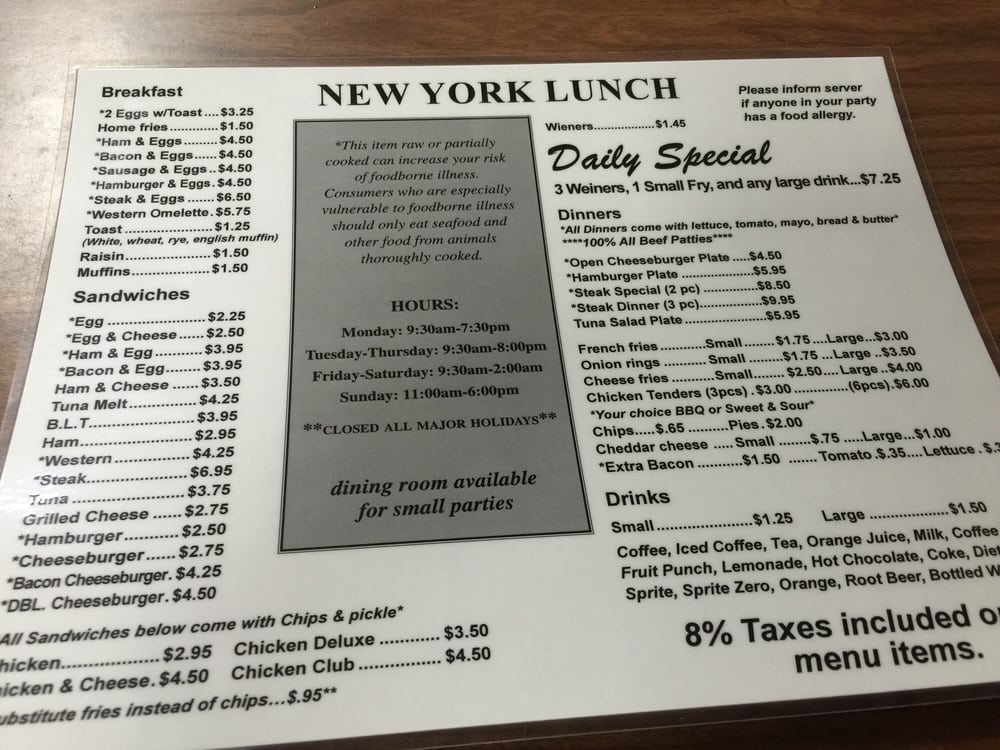 NEW YORK LUNCH
Please inform server
if anyone in your party
has a food allergy.
Breakfast
*2 Eggs w/Toast....$3.25
Home fries............$1.50
*Ham & Eggs........$4.50
*Bacon & Eggs......$4.50
*Sausage & Eggs..$4.50
*Hamburger & Eggs.$4.50
*Steak & Eggs.......$6.50
*Western Omelette.$5.75
Toast....................$1.25
(White, wheat, rye, english muffin)
Raisin....................$1.50
Muffins..................$1.50
Sandwiches
*Egg.....................$2.25
*Egg & Cheese......$2.50
*Ham & Egg..........$3.95
*Bacon & Egg.......$3.95
Ham & Cheese.....$3.50
Tuna Melt.............$4.25
B.L.T....................$3.95
Ham.....................$2.95
*Western..............$4.25
*Steak..................$6.95
Tuna....................$3.75
Grilled Cheese......$2.75
*Hamburger.........$2.50
*Cheeseburger......$2.75
*Bacon Cheeseburger.$4.25
*DBL. Cheeseburger.$4.50
All Sandwiches below come with Chips & pickle*
hicken...................$2.95 Chicken Deluxe...........$3.50
icken & Cheese.$4.50 Chicken Club...............$4.50
ubstitute fries instead of chips...$.95**
*This item raw or partially
cooked can increase your risk
of foodborne illness.
Consumers who are especially
vulnerable to foodborne illness
should only eat seafood and
other food from animals
thoroughly cooked.
HOURS:
Monday: 9:30am-7:30pm
Tuesday-Thursday: 9:30am-8:00pm
Friday-Saturday: 9:30am-2:00am
Sunday: 11:00am-6:00pm
**CLOSED ALL MAJOR HOLIDAYS**
dining room available
for small parties
Wieners...................$1.45
Daily Special
3 Weiners, 1 Small Fry, and any large drink...$7.25
Dinners
*All Dinners come with lettuce, tomato, mayo, bread & butter*
****100% All Beef Patties****
*Open Cheeseburger Plate.....$4.50
*Hamburger Plate....................$5.95
*Steak Special (2 pc)................$8.50
*Steak Dinner (3 pc)..................$9.95
Tuna Salad Plate.......................$5.95
French fries............Small.........$1.75...Large...$3.00
Onion rings............Small.........$1.75...Large..$3.50
Cheese fries...........Small........$2.50....Large..$4.00
Chicken Tenders (3pcs).$3.00..............(6pcs).$6.00
*Your choice BBQ or Sweet & Sour*
Chips.....$.65...........Pies.$2.00
Cheddar cheese.....Small........$.75.....Large...$1.00
*Extra Bacon...........$1.50.......Tomato.$.35....Lettuce.$.3
Drinks
Small......................$1.25 Large..................$1.50
Coffee, Iced Coffee, Tea, Orange Juice, Milk, Coffee
Fruit Punch, Lemonade, Hot Chocolate, Coke, Diet
Sprite, Sprite Zero, Orange, Root Beer, Bottled W
8% Taxes included o
menu items.